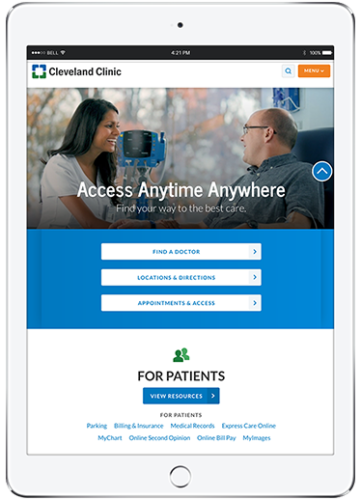 BELL 4:21 PM 100%
Cleveland Clinic
MENU
Access Anytime Anywhere
Find your way to the best care.
FIND A DOCTOR
LOCATIONS & DIRECTIONS
APPOINTMENTS & ACCESS
FOR PATIENTS
VIEW RESOURCES
FOR PATIENTS
Parking Billing & Insurance Medical Records Express Care Online
MyChart Online Second Opinion Online Bill Pay MyImages